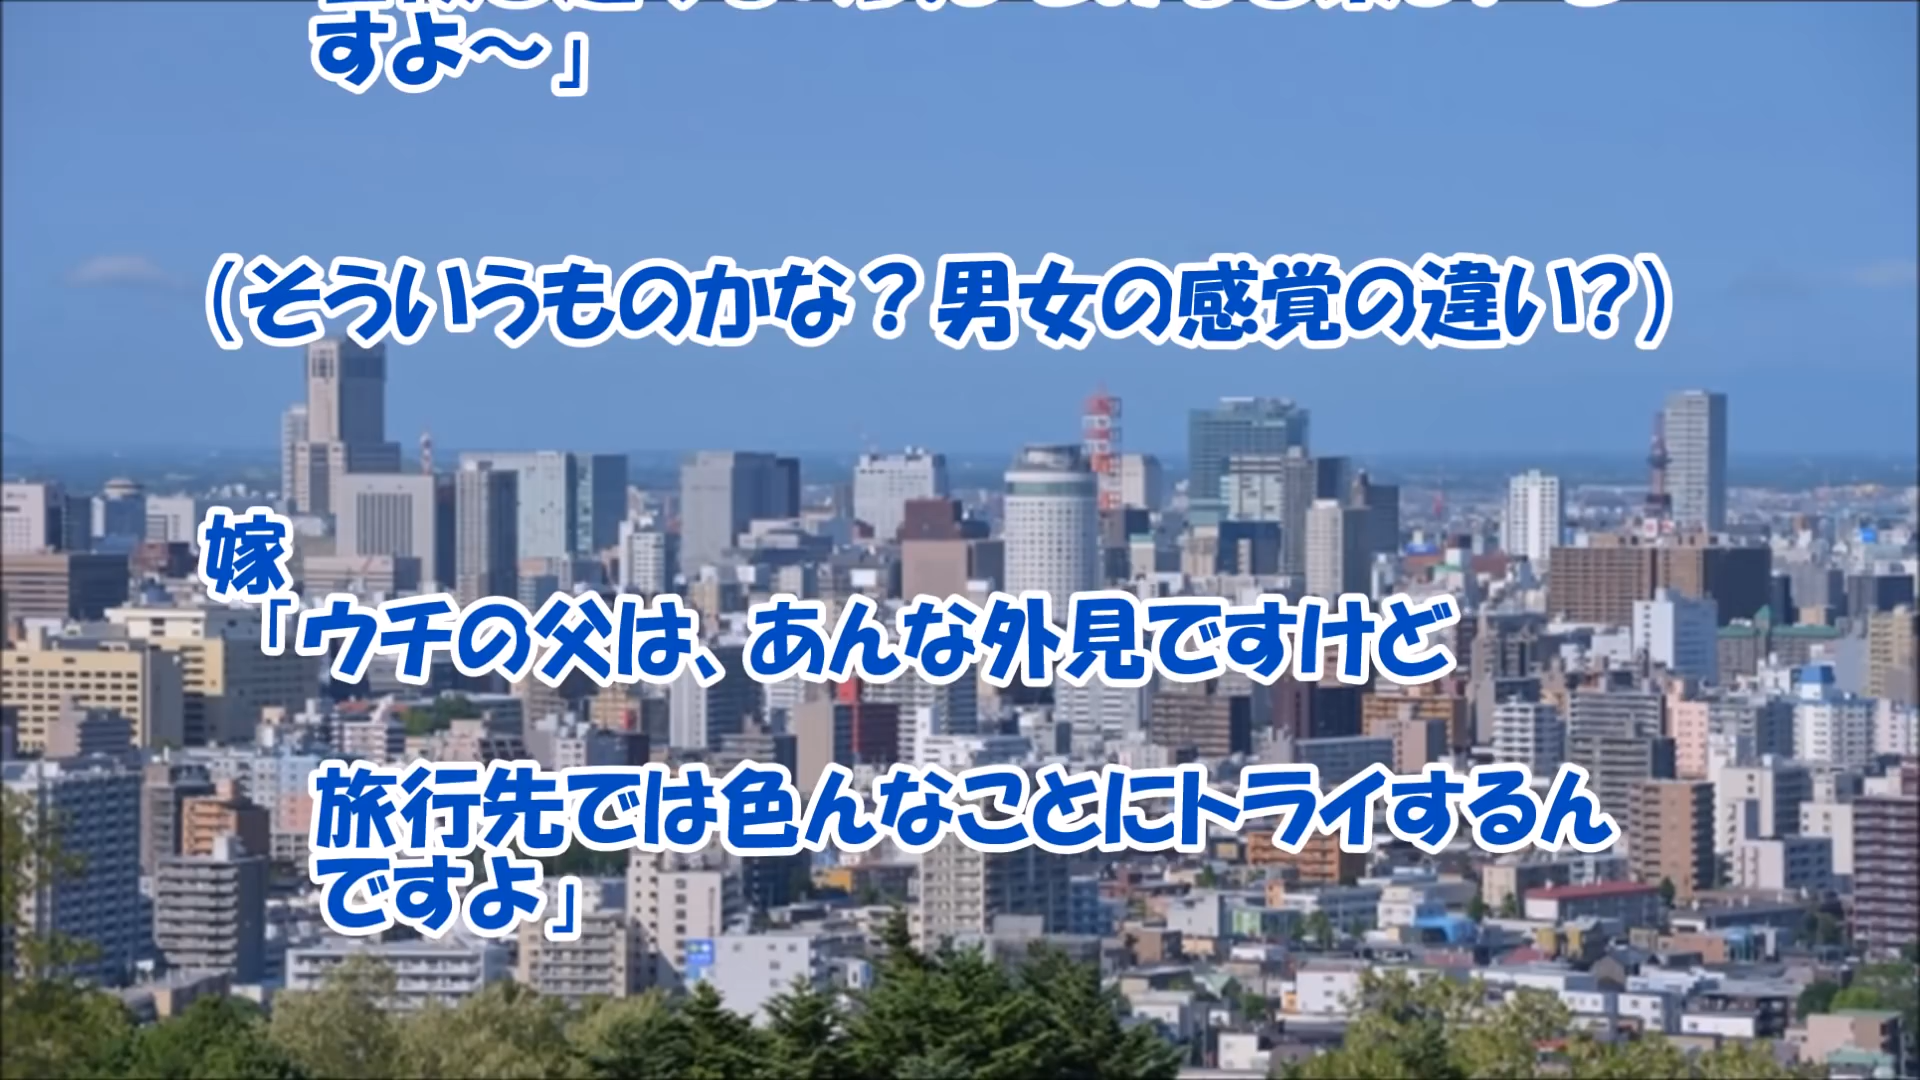 すよ～」
(そういうものかな？男女の感覚の違い?)
嫁
「ウチの父は、あんな外見ですけど
旅行先では色んなことにトライするん
ですよ」